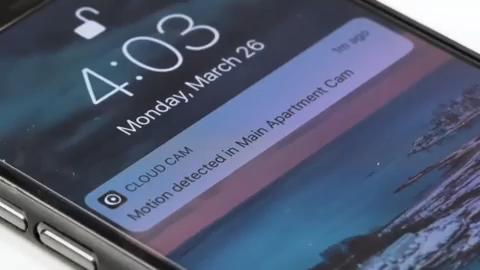 4:03
Monday, March 26
CLOUD CAM
1m ago
Motion detected in Main Apartment Cam